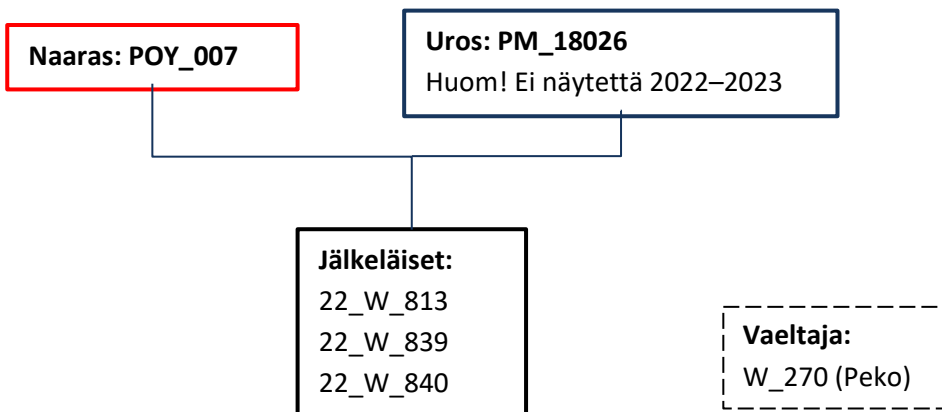 Naaras: POY_007
Uros: PM_18026
Huom! Ei näytettä 2022–2023
Jälkeläiset:
22_W_813
22_W_839
22_W_840
Vaeltaja:
W_270 (Peko)